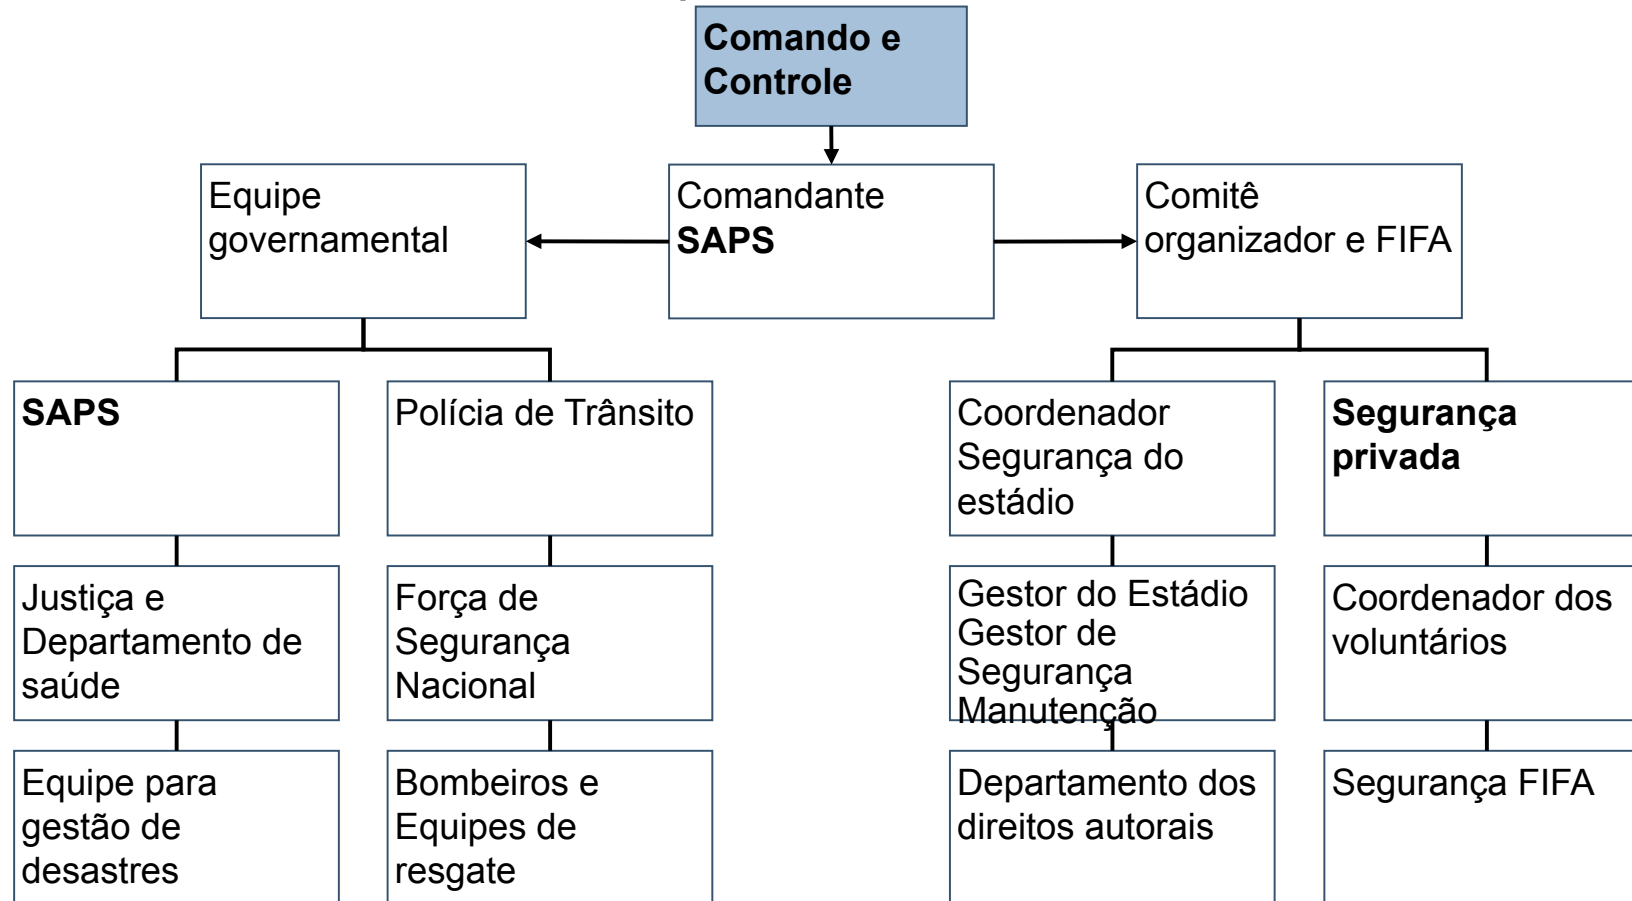 Comando e
Controle
Equipe
governamental
Comandante
SAPS
Comitê
organizador e FIFA
SAPS
Polícia de Trânsito
Coordenador
Segurança do
estádio
Segurança
privada
Justiça e
Departamento de
saúde
Força de
Segurança
Nacional
Gestor do Estádio
Gestor de
Segurança
Manutenção
Coordenador dos
voluntários
Equipe para
gestão de
desastres
Bombeiros e
Equipes de
resgate
Departamento dos
direitos autorais
Segurança FIFA